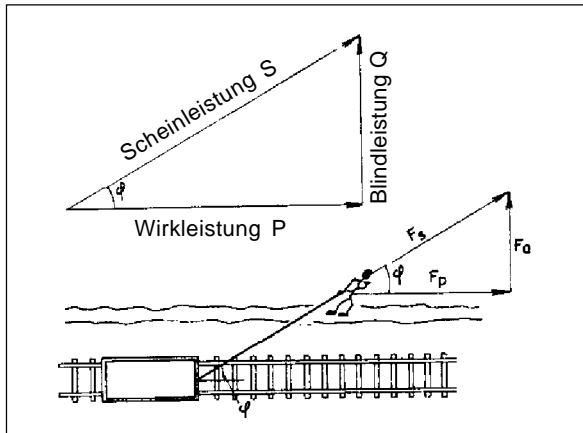 Scheinleistung S
Blindleistung Q
φ
Wirkleistung P
Fs
φ
Fp
FQ
φ